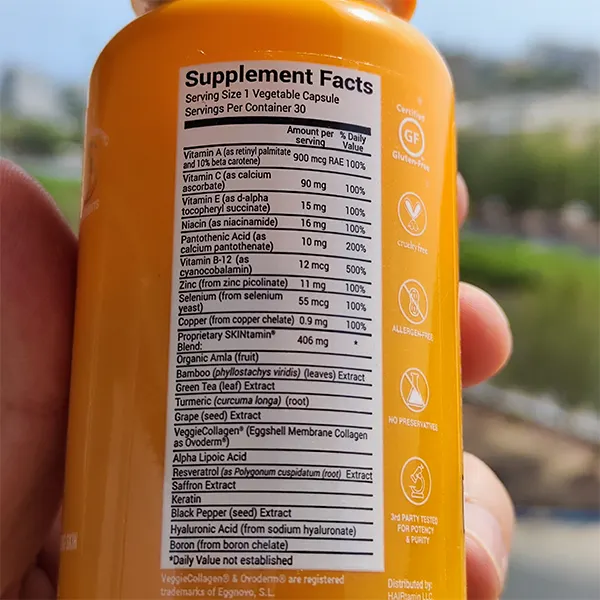 Supplement Facts
Serving Size 1 Vegetable Capsule
Servings Per Container 30
Amount per serving % Daily Value
Vitamin A (as retinyl palmitate
and 10% beta carotene) 900 mcg RAE 100%
Vitamin C (as calcium
ascorbate) 90 mg 100%
Vitamin E (as d-alpha
tocopheryl succinate) 15 mg 100%
Niacin (as niacinamide) 16 mg 100%
Pantothenic Acid (as
calcium pantothenate) 10 mg 200%
Vitamin B-12 (as
cyanocobalamin) 12 mcg 500%
Zinc (from zinc picolinate) 11 mg 100%
Selenium (from selenium
yeast) 55 mcg 100%
Copper (from copper chelate) 0.9 mg 100%
Proprietary SKINtamin®
Blend: 406 mg *
Organic Amla (fruit)
Bamboo (phyllostachys viridis) (leaves) Extract
Green Tea (leaf) Extract
Turmeric (curcuma longa) (root)
Grape (seed) Extract
VeggieCollagen® (Eggshell Membrane Collagen
as Ovoderm®)
Alpha Lipoic Acid
Resveratrol (as Polygonum cuspidatum (root) Extract
Saffron Extract
Keratin
Black Pepper (seed) Extract
Hyaluronic Acid (from sodium hyaluronate)
Boron (from boron chelate)
*Daily Value not established
VeggieCollagen® & Ovoderm® are registered
trademarks of Eggnovo, S.L.
Certified
GF
Gluten-Free
cruelty free
ALLERGEN-FREE
NO PRESERVATIVES
3rd PARTY TESTED
FOR POTENCY
& PURITY
Distributed by:
HAIRtamin LLC
SKIN